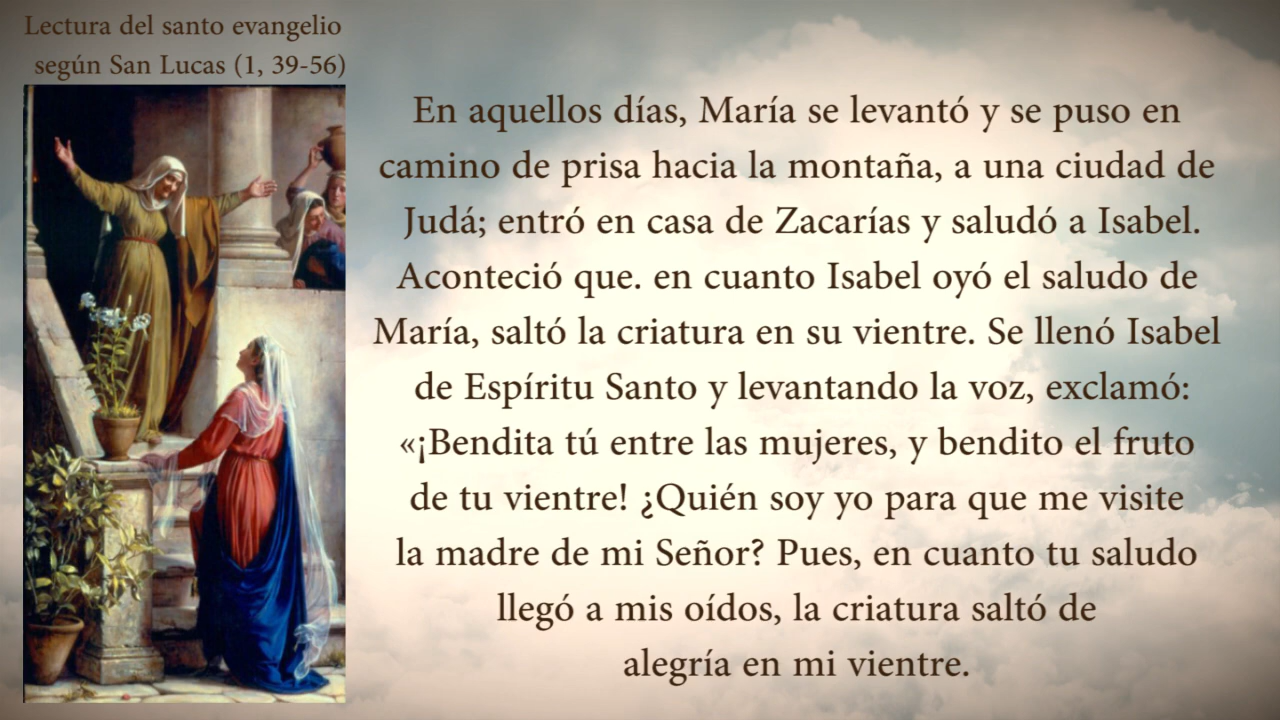 Lectura del santo evangelio
según San Lucas (1, 39-56)
En aquellos días, María se levantó y se puso en
camino de prisa hacia la montaña, a una ciudad de
Judá; entró en casa de Zacarías y saludó a Isabel.
Aconteció que. en cuanto Isabel oyó el saludo de
María, saltó la criatura en su vientre. Se llenó Isabel
de Espíritu Santo y levantando la voz, exclamó:
«¡Bendita tú entre las mujeres, y bendito el fruto
de tu vientre! ¿Quién soy yo para que me visite
la madre de mi Señor? Pues, en cuanto tu saludo
llegó a mis oídos, la criatura saltó de
alegría en mi vientre.